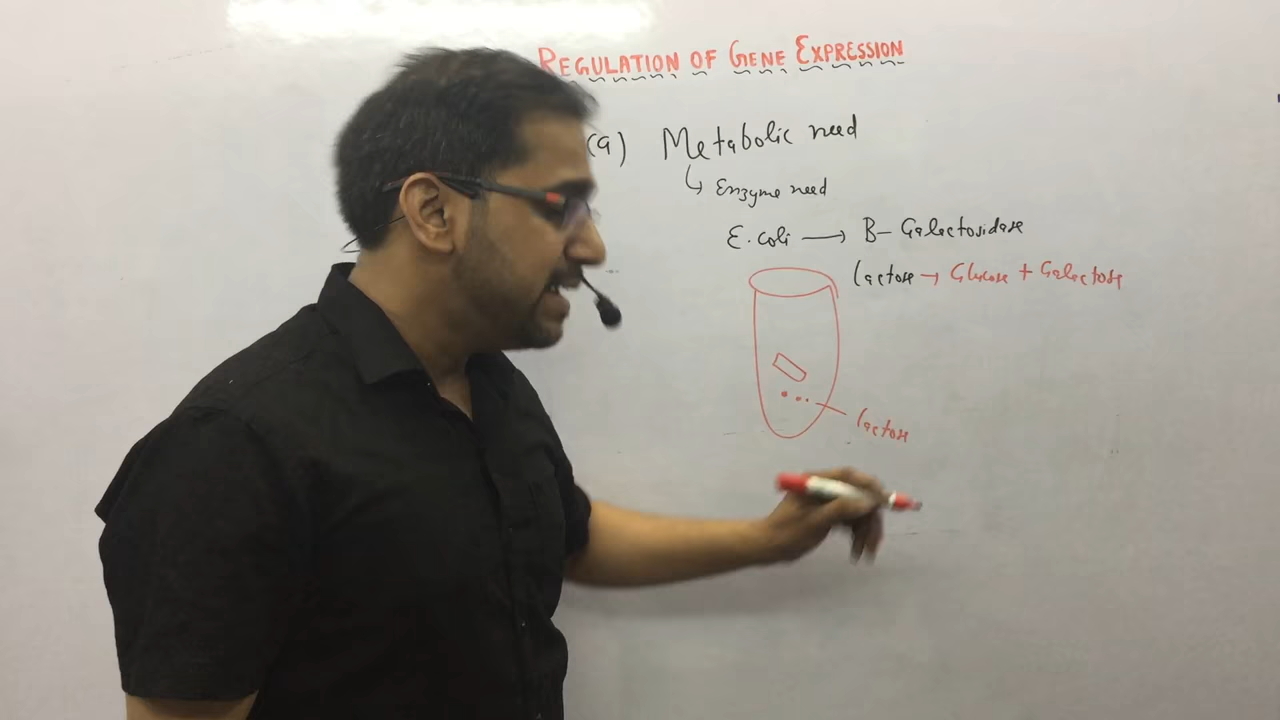 REGULATION OF GENE EXPRESSION
(a) Metabolic need
↳ Enzyme need
E.coli → B- Galactosidase
Lactose → Glucose + Galactose
Lactose